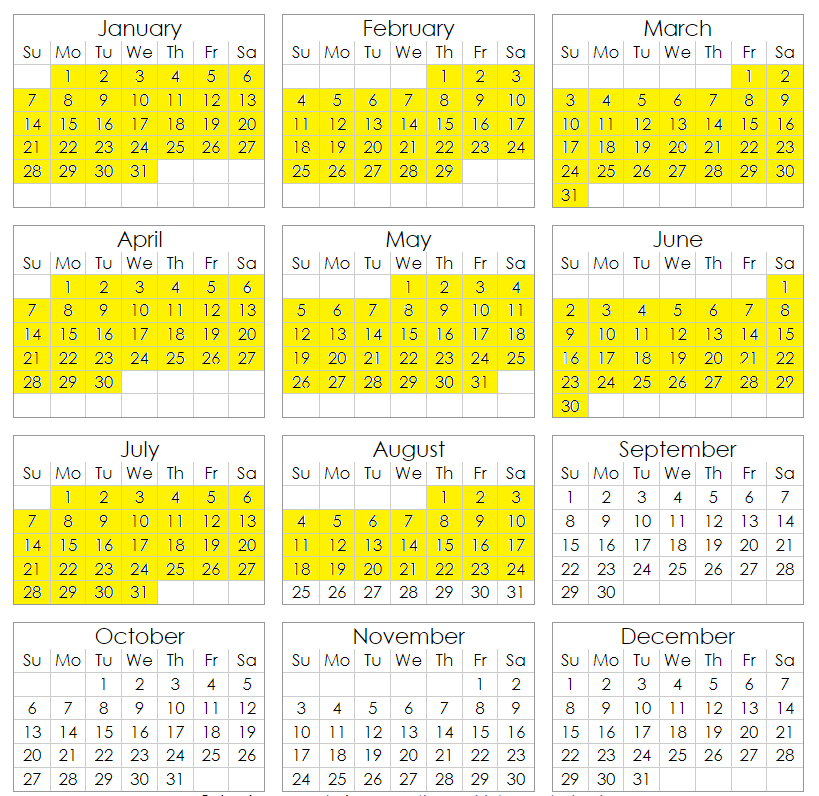 January
Su Mo Tu We Th Fr Sa
1 2 3 4 5 6
7 8 9 10 11 12 13
14 15 16 17 18 19 20
21 22 23 24 25 26 27
28 29 30 31
February
Su Mo Tu We Th Fr Sa
1 2 3
4 5 6 7 8 9 10
11 12 13 14 15 16 17
18 19 20 21 22 23 24
25 26 27 28 29
March
Su Mo Tu We Th Fr Sa
1 2
3 4 5 6 7 8 9
10 11 12 13 14 15 16
17 18 19 20 21 22 23
24 25 26 27 28 29 30
31
April
Su Mo Tu We Th Fr Sa
1 2 3 4 5 6
7 8 9 10 11 12 13
14 15 16 17 18 19 20
21 22 23 24 25 26 27
28 29 30
May
Su Mo Tu We Th Fr Sa
1 2 3 4
5 6 7 8 9 10 11
12 13 14 15 16 17 18
19 20 21 22 23 24 25
26 27 28 29 30 31
June
Su Mo Tu We Th Fr Sa
1
2 3 4 5 6 7 8
9 10 11 12 13 14 15
16 17 18 19 20 21 22
23 24 25 26 27 28 29
30
July
Su Mo Tu We Th Fr Sa
1 2 3 4 5 6
7 8 9 10 11 12 13
14 15 16 17 18 19 20
21 22 23 24 25 26 27
28 29 30 31
August
Su Mo Tu We Th Fr Sa
1 2 3
4 5 6 7 8 9 10
11 12 13 14 15 16 17
18 19 20 21 22 23 24
25 26 27 28 29 30 31
September
Su Mo Tu We Th Fr Sa
1 2 3 4 5 6 7
8 9 10 11 12 13 14
15 16 17 18 19 20 21
22 23 24 25 26 27 28
29 30
October
Su Mo Tu We Th Fr Sa
1 2 3 4 5
6 7 8 9 10 11 12
13 14 15 16 17 18 19
20 21 22 23 24 25 26
27 28 29 30 31
November
Su Mo Tu We Th Fr Sa
1 2
3 4 5 6 7 8 9
10 11 12 13 14 15 16
17 18 19 20 21 22 23
24 25 26 27 28 29 30
December
Su Mo Tu We Th Fr Sa
1 2 3 4 5 6 7
8 9 10 11 12 13 14
15 16 17 18 19 20 21
22 23 24 25 26 27 28
29 30 31